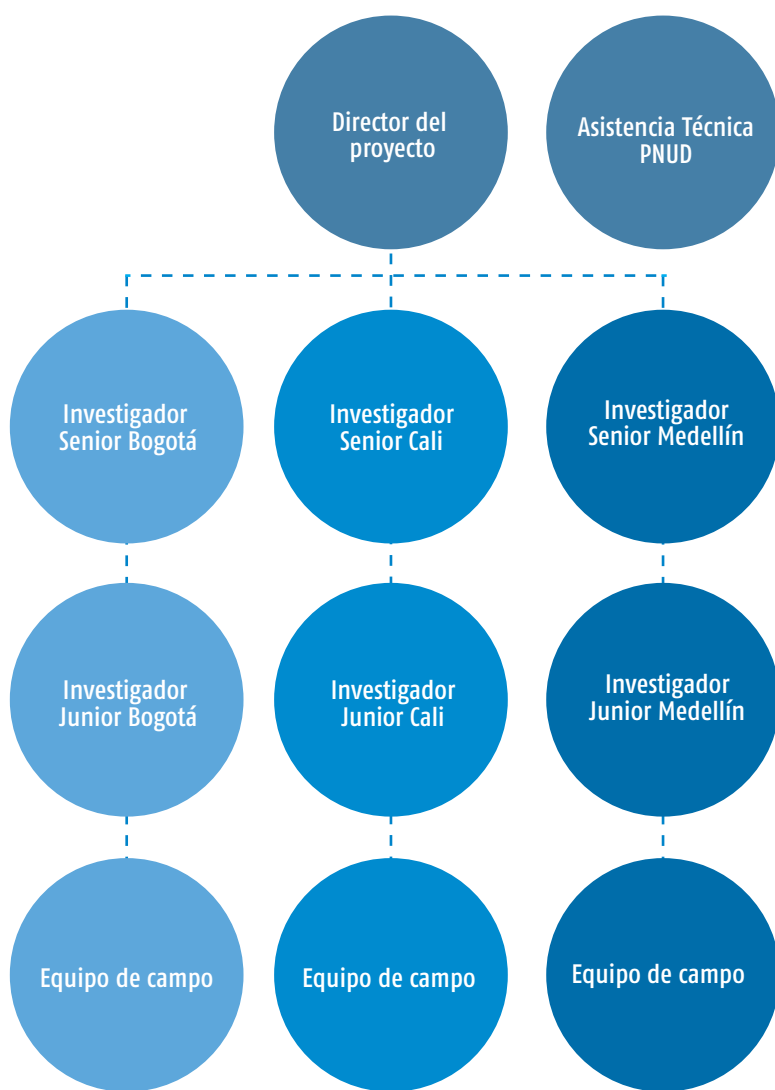 Director del
proyecto
Asistencia Técnica
PNUD
Investigador
Senior Bogotá
Investigador
Senior Cali
Investigador
Senior Medellín
Investigador
Junior Bogotá
Investigador
Junior Cali
Investigador
Junior Medellín
Equipo de campo
Equipo de campo
Equipo de campo